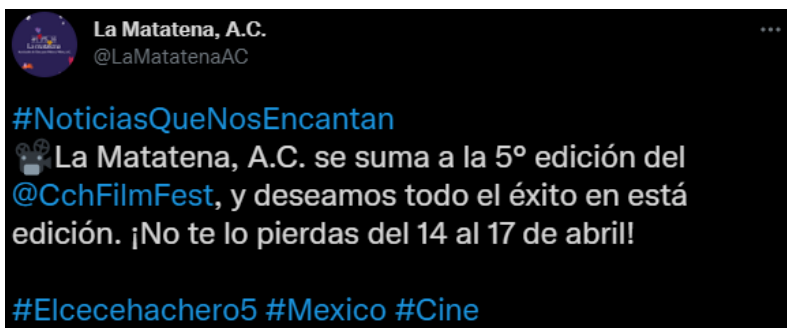 La Matatena, A.C.
@LaMatatenaAC
#NoticiasQueNosEncantan
🎥La Matatena, A.C. se suma a la 5º edición del
@CchFilmFest, y deseamos todo el éxito en está
edición. ¡No te lo pierdas del 14 al 17 de abril!
#Elcecehachero5 #Mexico #Cine